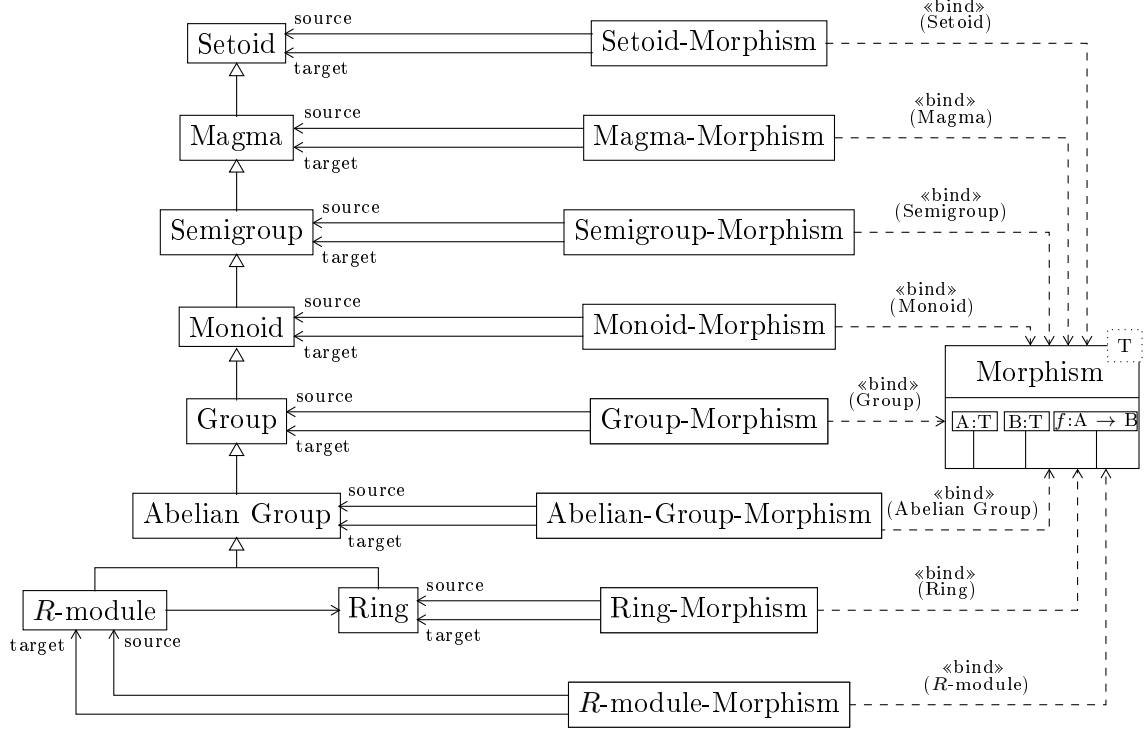 «bind»
(Setoid)
source
Setoid
Setoid-Morphism
target
«bind»
(Magma)
source
Magma
Magma-Morphism
target
«bind»
(Semigroup)
source
Semigroup
Semigroup-Morphism
target
«bind»
(Monoid)
source
Monoid
Monoid-Morphism
target
T
Morphism
A:T
B:T
f:A → B
«bind»
(Group)
source
Group
Group-Morphism
target
«bind»
(Abelian Group)
source
Abelian Group
Abelian-Group-Morphism
target
«bind»
(Ring)
source
R-module
Ring
Ring-Morphism
target
target
source
«bind»
(R-module)
R-module-Morphism